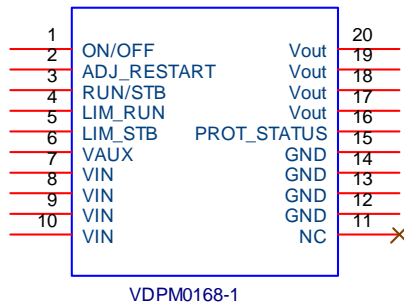 1 ON/OFF Vout 20
2 ADJ_RESTART Vout 19
3 RUN/STB Vout 18
4 LIM_RUN Vout 17
5 LIM_STB PROT_STATUS 16
6 VAUX GND 15
7 VIN GND 14
8 VIN GND 13
9 VIN GND 12
10 VIN NC 11
VDPM0168-1